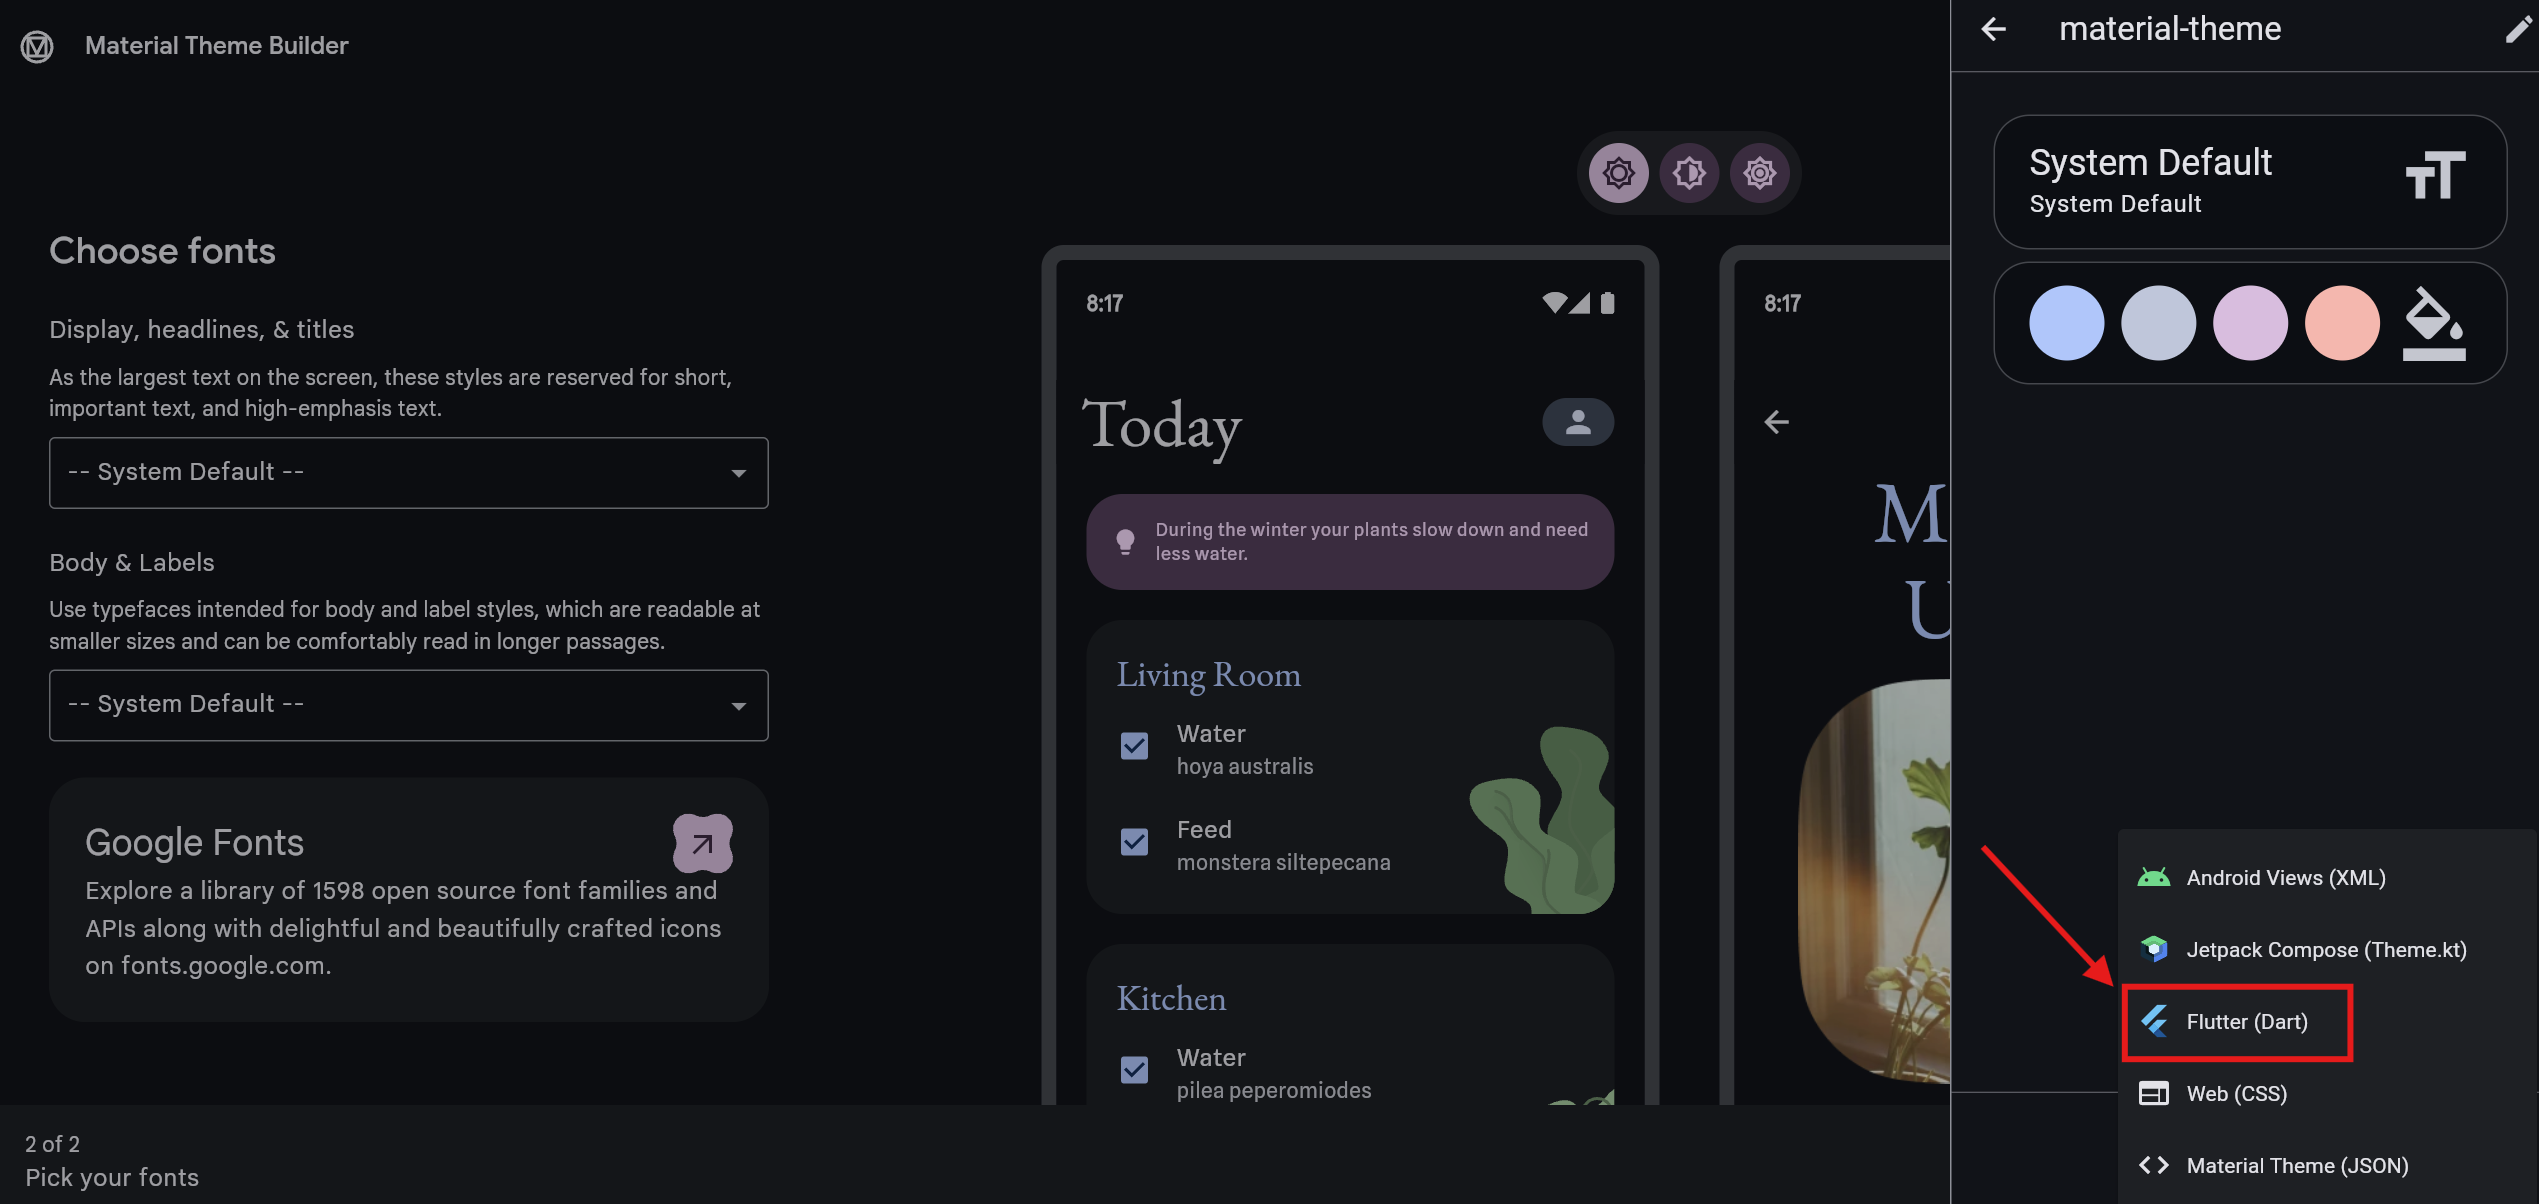 Material Theme Builder
Choose fonts
Display, headlines, & titles
As the largest text on the screen, these styles are reserved for short,
important text, and high-emphasis text.
-- System Default --
Body & Labels
Use typefaces intended for body and label styles, which are readable at
smaller sizes and can be comfortably read in longer passages.
-- System Default --
Google Fonts
Explore a library of 1598 open source font families and
APIs along with delightful and beautifully crafted icons
on fonts.google.com.
2 of 2
Pick your fonts
8:17
Today
During the winter your plants slow down and need
less water.
Living Room
Water
hoya australis
Feed
monstera siltepecana
Kitchen
Water
pilea peperomiodes
8:17
M
U
material-theme
System Default
System Default
Android Views (XML)
Jetpack Compose (Theme.kt)
Flutter (Dart)
Web (CSS)
Material Theme (JSON)